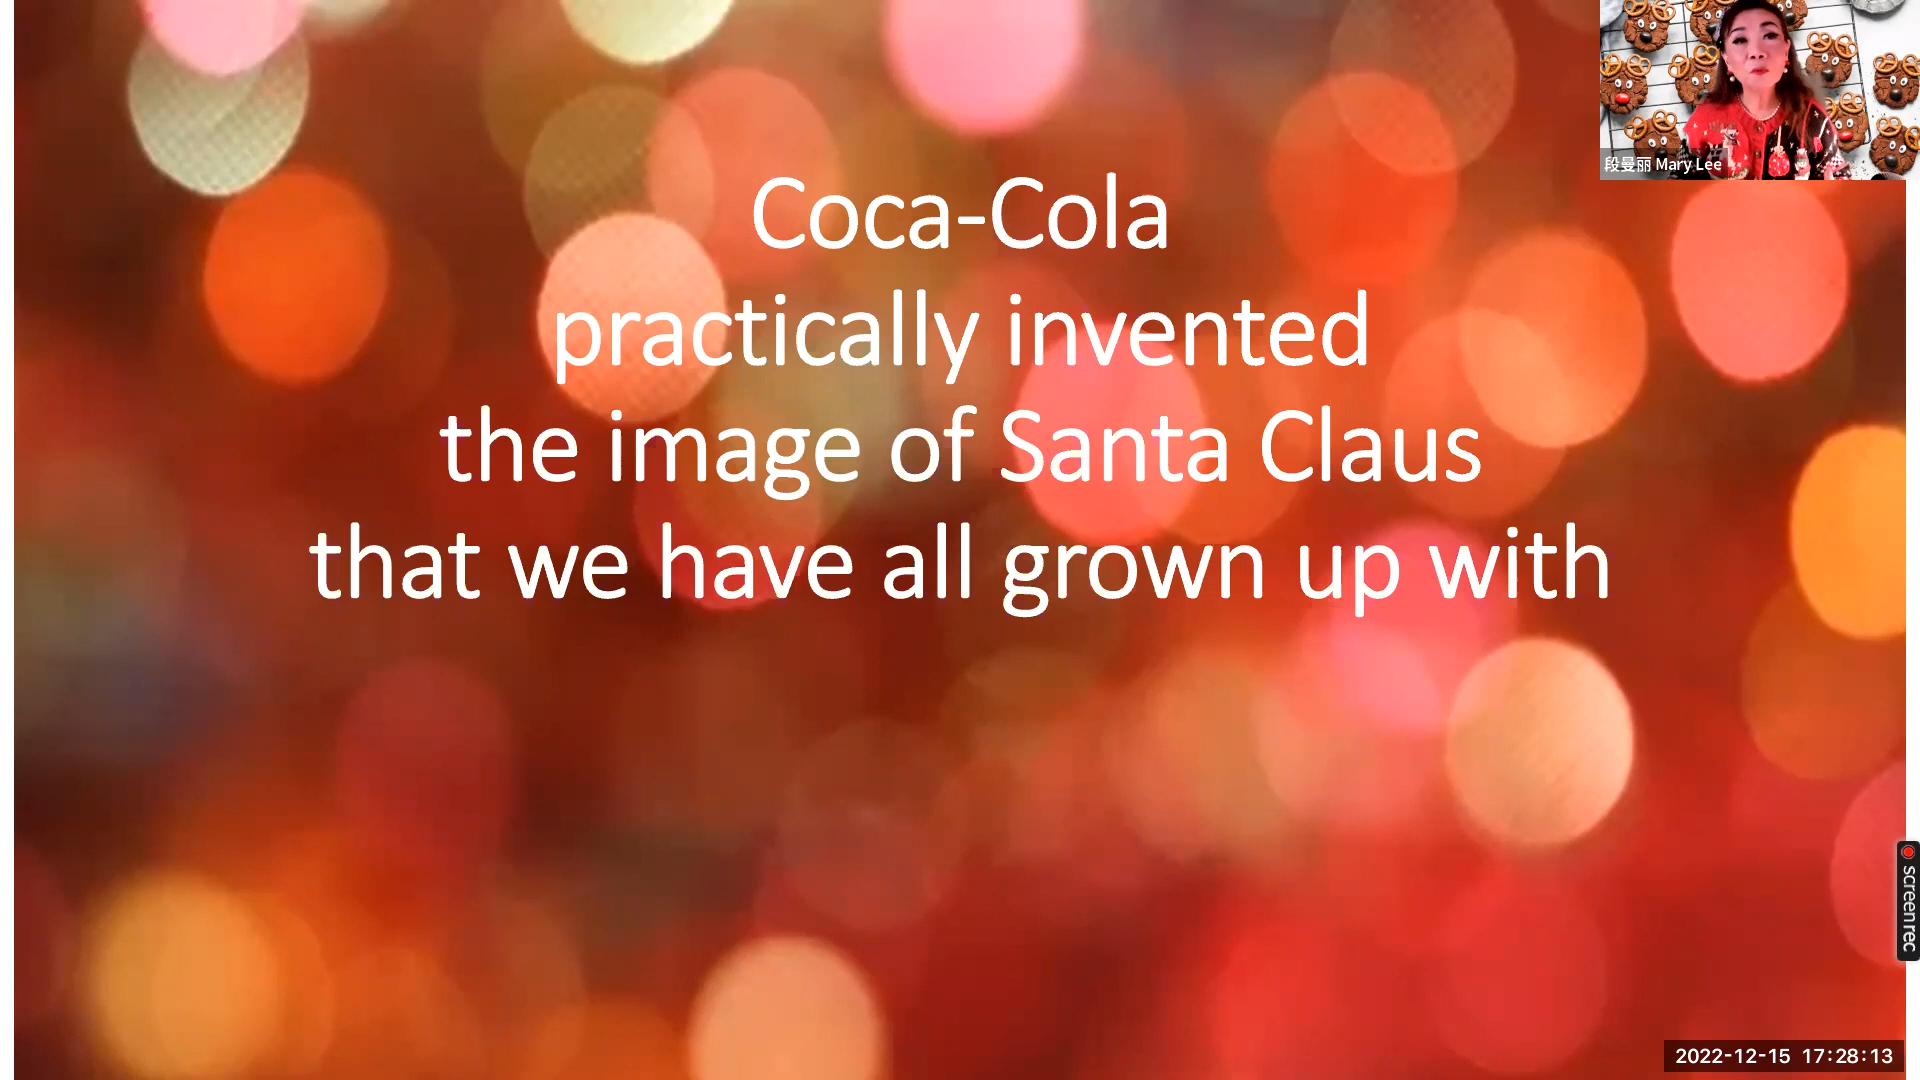 Coca-Cola
practically invented
the image of Santa Claus
that we have all grown up with
段曼丽 Mary Lee
screenrec
2022-12-15 17:28:13